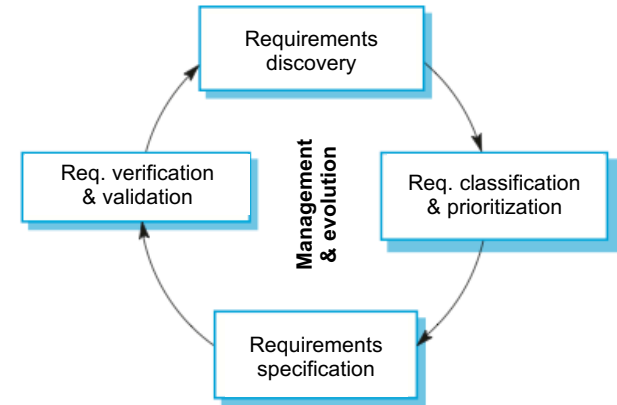 Requirements
discovery
Req. verification
& validation
Management
& evolution
Req. classification
& prioritization
Requirements
specification